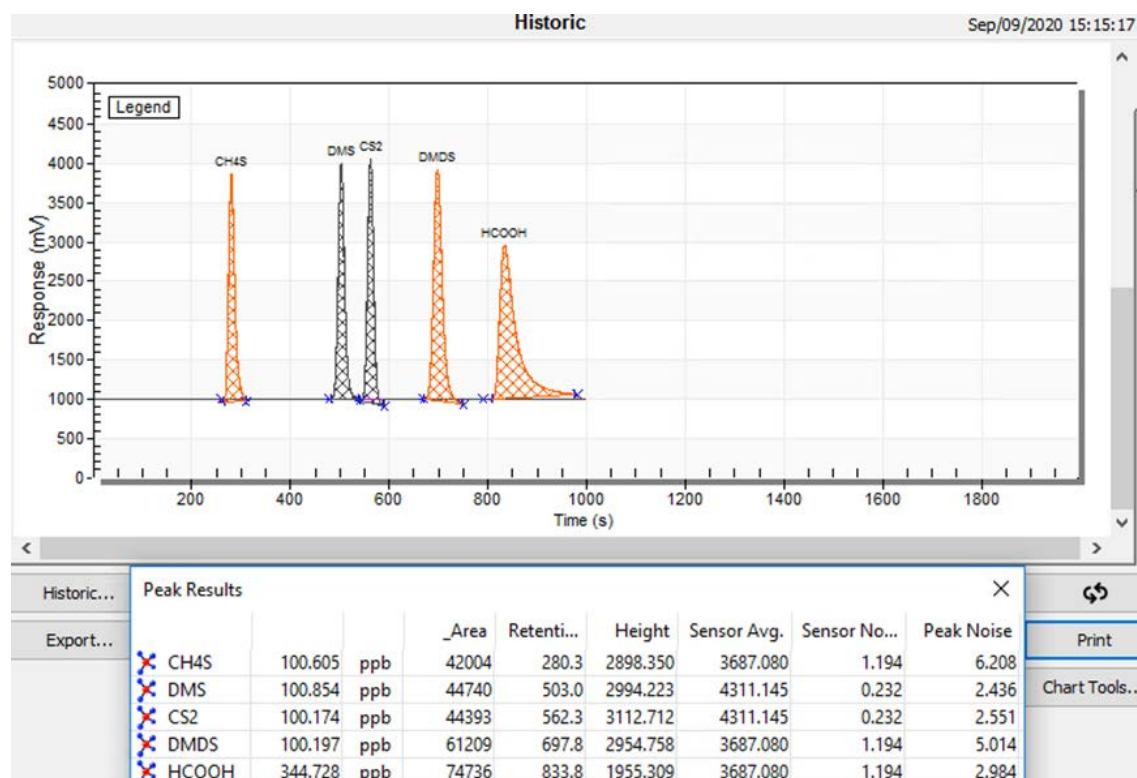 Historic
Sep/09/2020 15:15:17
5000
Legend
4500
4000
3500
3000
2500
2000
1500
1000
500
0
Response (mV)
CH4S
DMS CS2
DMDS
HCOOH
200 400 600 800 1000 1200 1400 1600 1800
Time (s)
Historic...
Export...
Peak Results
_Area Retenti... Height Sensor Avg. Sensor No... Peak Noise
CH4S 100.605 ppb 42004 280.3 2898.350 3687.080 1.194 6.208
DMS 100.854 ppb 44740 503.0 2994.223 4311.145 0.232 2.436
CS2 100.174 ppb 44393 562.3 3112.712 4311.145 0.232 2.551
DMDS 100.197 ppb 61209 697.8 2954.758 3687.080 1.194 5.014
HCOOH 344.728 ppb 74736 833.8 1955.309 3687.080 1.194 2.984
Print
Chart Tools..